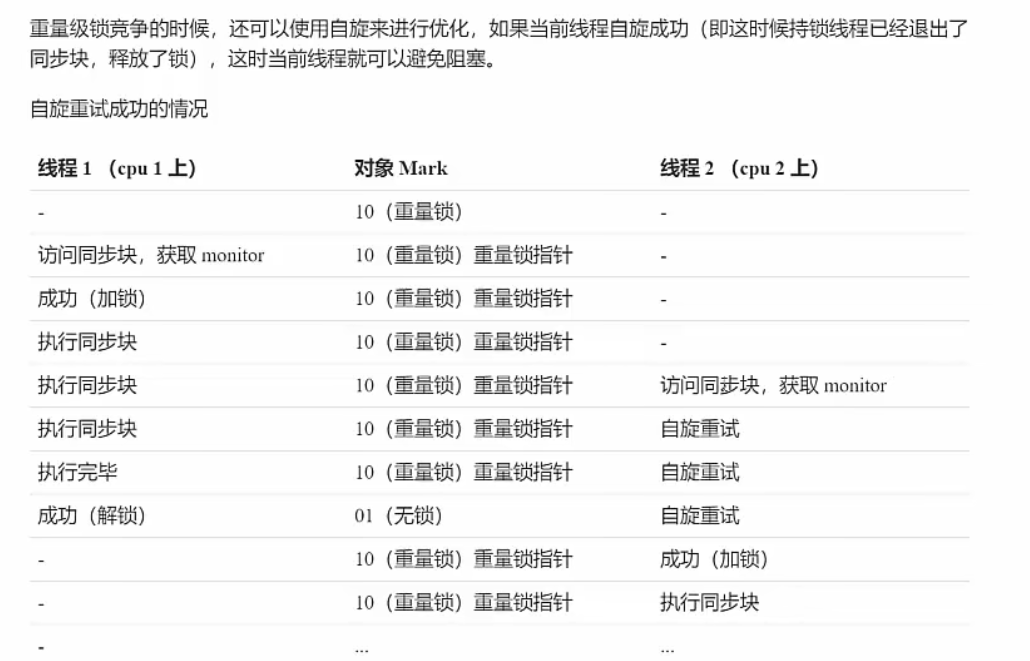 重量级锁竞争的时候，还可以使用自旋来进行优化，如果当前线程自旋成功（即这时候持锁线程已经退出了
同步块，释放了锁），这时当前线程就可以避免阻塞。
自旋重试成功的情况
线程 1 （cpu 1 上） 对象 Mark 线程 2 （cpu 2 上）
- 10（重量锁） -
访问同步块，获取 monitor 10（重量锁）重量锁指针 -
成功（加锁） 10（重量锁）重量锁指针 -
执行同步块 10（重量锁）重量锁指针 -
执行同步块 10（重量锁）重量锁指针 访问同步块，获取 monitor
执行同步块 10（重量锁）重量锁指针 自旋重试
执行完毕 10（重量锁）重量锁指针 自旋重试
成功（解锁） 01（无锁） 自旋重试
- 10（重量锁）重量锁指针 成功（加锁）
- 10（重量锁）重量锁指针 执行同步块
- ... ...